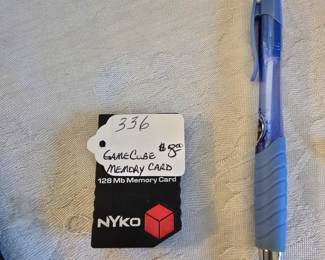 336
GameCube $8.00
Memory Card
128 Mb Memory Card
NYKO